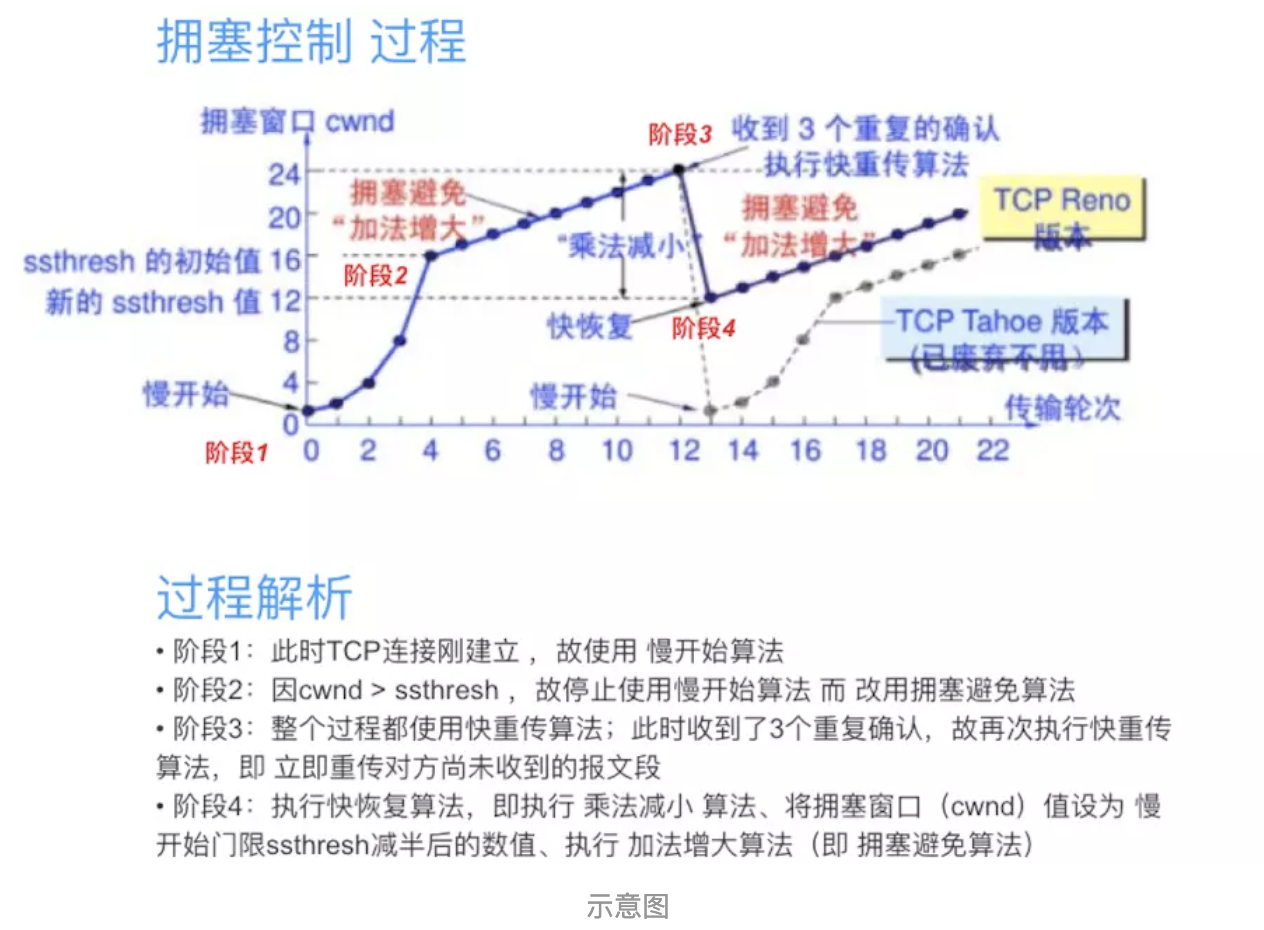 拥塞控制 过程
拥塞窗口 cwnd
阶段3
收到 3 个重复的确认
执行快重传算法
24
拥塞避免
“加法增大”
20
拥塞避免
“加法增大”
TCP Reno
版本
“乘法减小”
ssthresh 的初始值 16
阶段2
新的 ssthresh 值 12
快恢复
阶段4
TCP Tahoe 版本
(已废弃不用)
8
4
慢开始
慢开始
传输轮次
0
阶段1
0 2 4 6 8 10 12 14 16 18 20 22
过程解析
• 阶段1：此时TCP连接刚建立 ，故使用 慢开始算法
• 阶段2：因cwnd > ssthresh ，故停止使用慢开始算法 而 改用拥塞避免算法
• 阶段3：整个过程都使用快重传算法；此时收到了3个重复确认，故再次执行快重传
算法，即 立即重传对方尚未收到的报文段
• 阶段4：执行快恢复算法，即执行 乘法减小 算法、将拥塞窗口（cwnd）值设为 慢
开始门限ssthresh减半后的数值、执行 加法增大算法（即 拥塞避免算法）
示意图